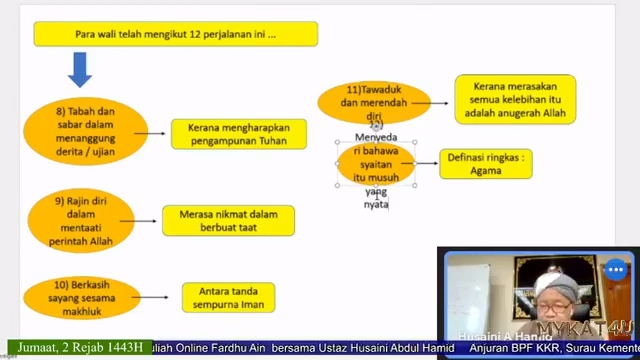 Para wali telah mengikut 12 perjalanan ini ...
8) Tabah dan
sabar dalam
menanggung
derita / ujian
Kerana mengharapkan
pengampunan Tuhan
9) Rajin diri
dalam
mentaati
perintah Allah
Merasa nikmat dalam
berbuat taat
10) Berkasih
sayang sesama
makhluk
Antara tanda
sempurna Iman
11)Tawaduk
dan merendah
diri
Kerana merasakan
semua kelebihan itu
adalah anugerah Allah
12)
Menyeda
ri bahawa
syaitan
itu musuh
yang
nyata
Definasi ringkas :
Agama
Husaini A Hamid
MYKAT4U
Jumaat, 2 Rejab 1443H
uliah Online Fardhu Ain bersama Ustaz Husaini Abdul Hamid
Anjuran BPF KKR, Surau Kemente